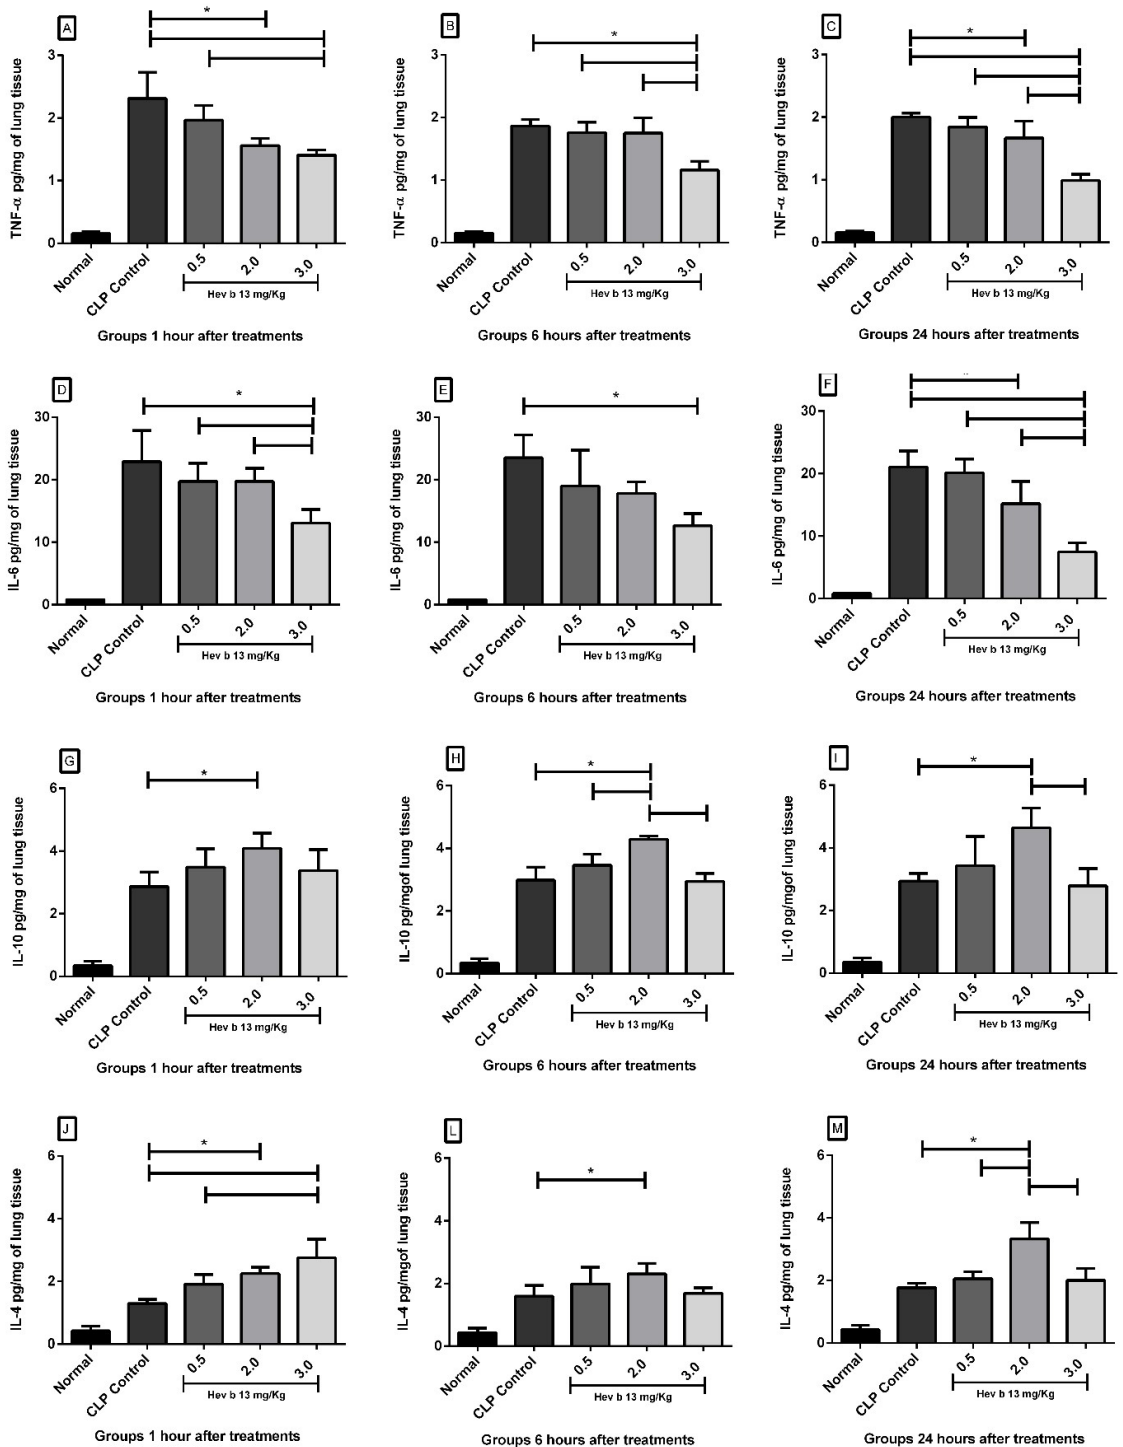 A
*
TNF-α pg/mg of lung tissue
3
2
1
0
Normal
CLP Control
0.5
2.0
3.0
Hev b 13 mg/Kg
Groups 1 hour after treatments
B
*
TNF-α pg/mg of lung tissue
3
2
1
0
Normal
CLP Control
0.5
2.0
3.0
Hev b 13 mg/Kg
Groups 6 hours after treatments
C
*
TNF-α pg/mg of lung tissue
3
2
1
0
Normal
CLP Control
0.5
2.0
3.0
Hev b 13 mg/Kg
Groups 24 hours after treatments
D
*
IL-6 pg/mg of lung tissue
30
20
10
0
Normal
CLP Control
0.5
2.0
3.0
Hev b 13 mg/Kg
Groups 1 hour after treatments
E
*
IL-6 pg/mg of lung tissue
30
20
10
0
Normal
CLP Control
0.5
2.0
3.0
Hev b 13 mg/Kg
Groups 6 hours after treatments
F
IL-6 pg/mg of lung tissue
30
20
10
0
Normal
CLP Control
0.5
2.0
3.0
Hev b 13 mg/Kg
Groups 24 hours after treatments
G
*
IL-10 pg/mg of lung tissue
6
4
2
0
Normal
CLP Control
0.5
2.0
3.0
Hev b 13 mg/Kg
Groups 1 hour after treatments
H
*
IL-10 pg/mgof lung tissue
6
4
2
0
Normal
CLP Control
0.5
2.0
3.0
Hev b 13 mg/Kg
Groups 6 hours after treatments
I
*
IL-10 pg/mgof lung tissue
6
4
2
0
Normal
CLP Control
0.5
2.0
3.0
Hev b 13 mg/Kg
Groups 24 hours after treatments
J
*
IL-4 pg/mg of lung tissue
6
4
2
0
Normal
CLP Control
0.5
2.0
3.0
Hev b 13 mg/Kg
Groups 1 hour after treatments
L
*
IL-4 pg/mgof lung tissue
6
4
2
0
Normal
CLP Control
0.5
2.0
3.0
Hev b 13 mg/Kg
Groups 6 hours after treatments
M
*
IL-4 pg/mg of lung tissue
6
4
2
0
Normal
CLP Control
0.5
2.0
3.0
Hev b 13 mg/Kg
Groups 24 hours after treatments